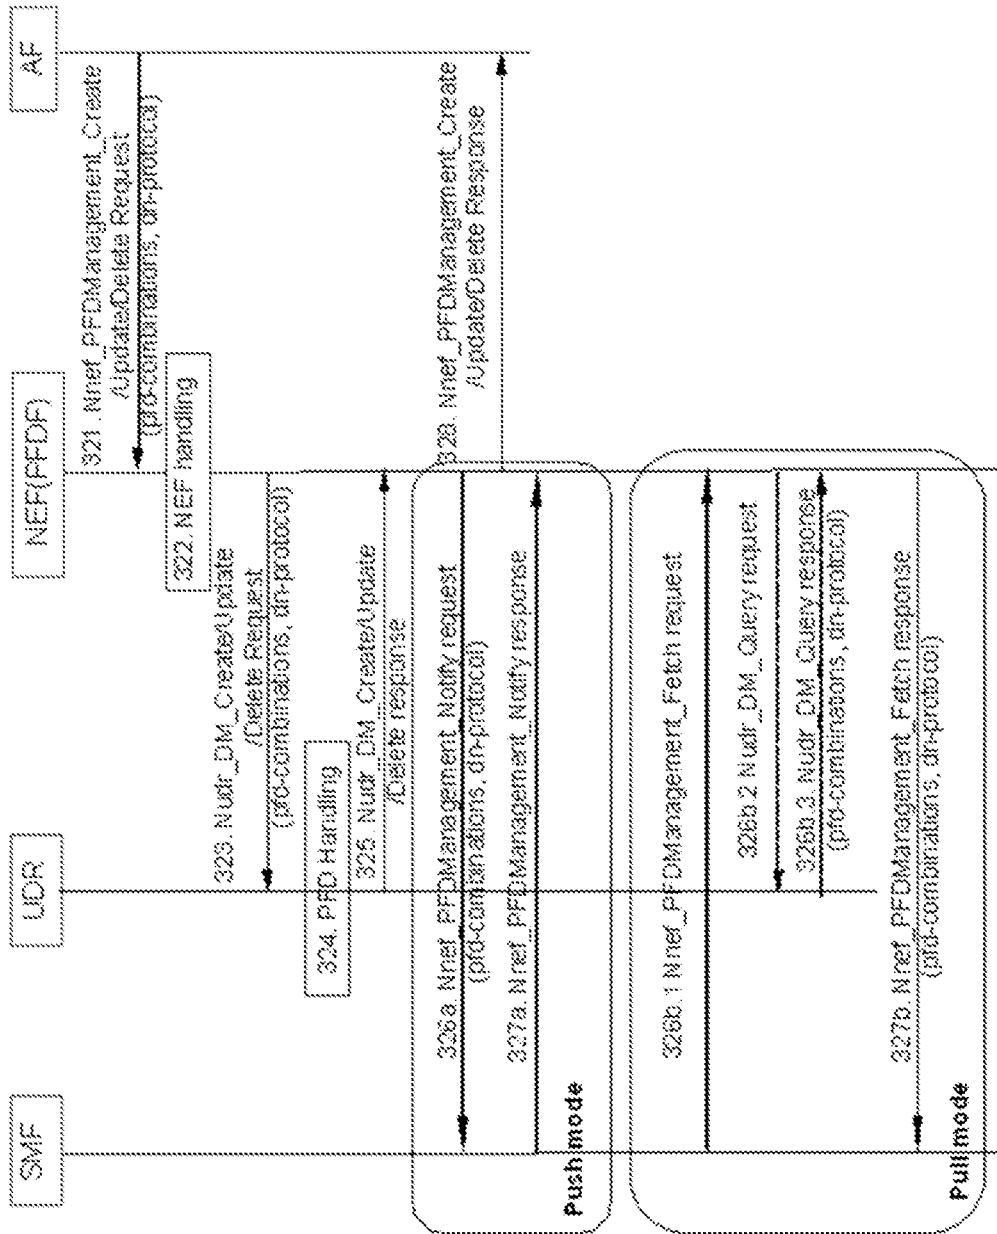 SMF
UDR
NEF(PFDF)
AF
321. Nnef_PFDManagement_Create
/Update/Delete Request
(pfd-combinations, dn-protocol)
322. NEF handling
323. Nudr_DM_Create/Update
/Delete Request
(pfd-combinations, dn-protocol)
324. PFD Handling
325. Nudr_DM_Create/Update
/Delete response
326a. Nnef_PFDManagement_Notify request
(pfd-combinations, dn-protocol)
328. Nnef_PFDManagement_Create
/Update/Delete Response
327a. Nnef_PFDManagement_Notify response
Push mode
326b.1 Nnef_PFDManagement_Fetch request
326b.2 Nudr_DM_Query request
326b.3. Nudr_DM_Query response
(pfd-combinations, dn-protocol)
327b. Nnef_PFDManagement_Fetch response
(pfd-combinations, dn-protocol)
Pull mode